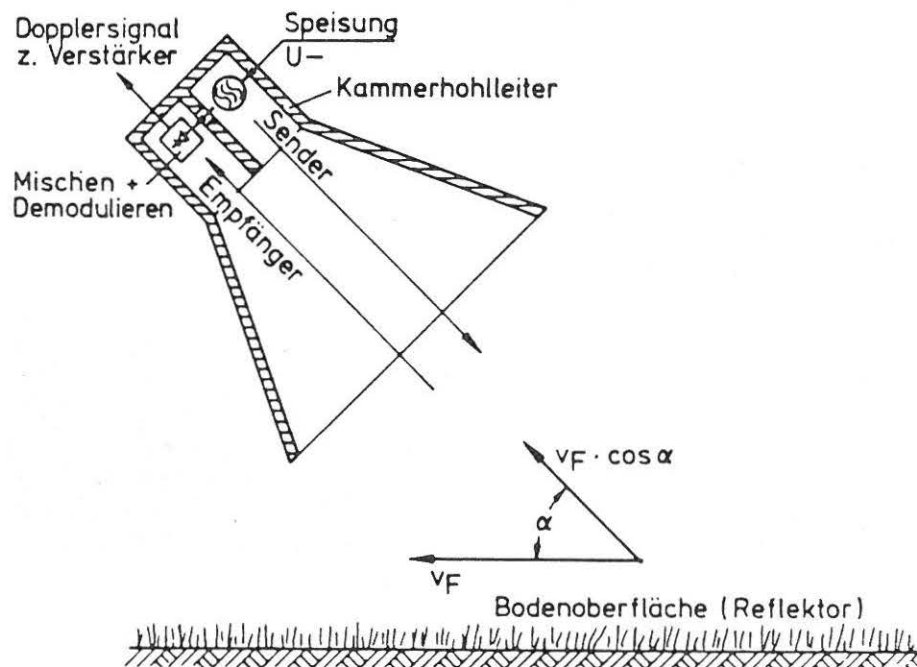 Dopplersignal
z. Verstärker
Speisung
U–
Kammerhohlleiter
Sender
Mischen +
Demodulieren
Empfänger
vF · cos α
α
vF
Bodenoberfläche (Reflektor)